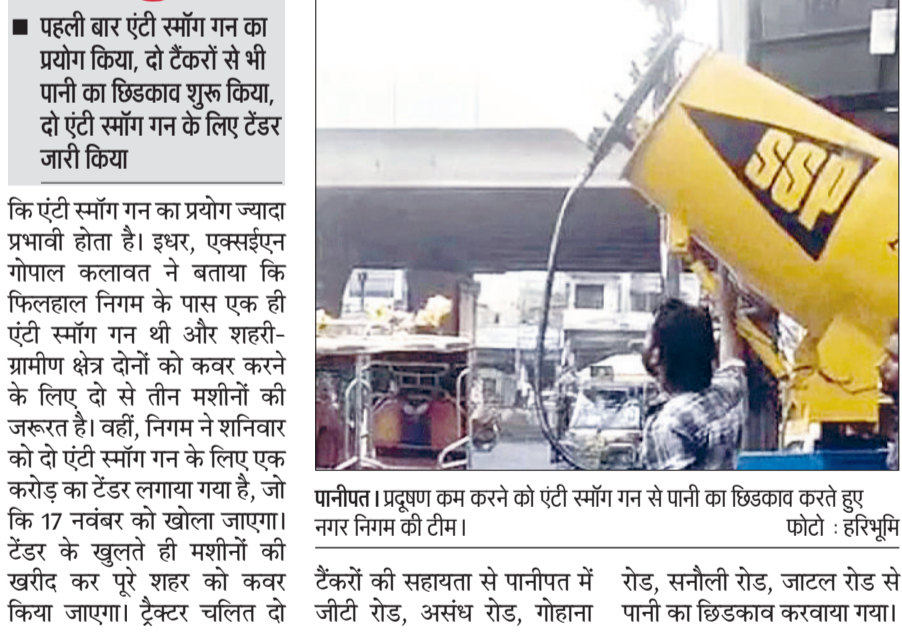 ■ पहली बार एंटी स्मॉग गन का
प्रयोग किया, दो टैंकरों से भी
पानी का छिडकाव शुरू किया,
दो एंटी स्मॉग गन के लिए टेंडर
जारी किया
कि एंटी स्मॉग गन का प्रयोग ज्यादा
प्रभावी होता है। इधर, एक्सईएन
गोपाल कलावत ने बताया कि
फिलहाल निगम के पास एक ही
एंटी स्मॉग गन थी और शहरी-
ग्रामीण क्षेत्र दोनों को कवर करने
के लिए दो से तीन मशीनों की
जरूरत है। वहीं, निगम ने शनिवार
को दो एंटी स्मॉग गन के लिए एक
करोड़ का टेंडर लगाया गया है, जो
कि 17 नवंबर को खोला जाएगा।
टेंडर के खुलते ही मशीनों की
खरीद कर पूरे शहर को कवर
किया जाएगा। ट्रैक्टर चलित दो
SSP
पानीपत। प्रदूषण कम करने को एंटी स्मॉग गन से पानी का छिडकाव करते हुए
नगर निगम की टीम। फोटो : हरिभूमि
टैंकरों की सहायता से पानीपत में
जीटी रोड, असंध रोड, गोहाना
रोड, सनौली रोड, जाटल रोड से
पानी का छिडकाव करवाया गया।